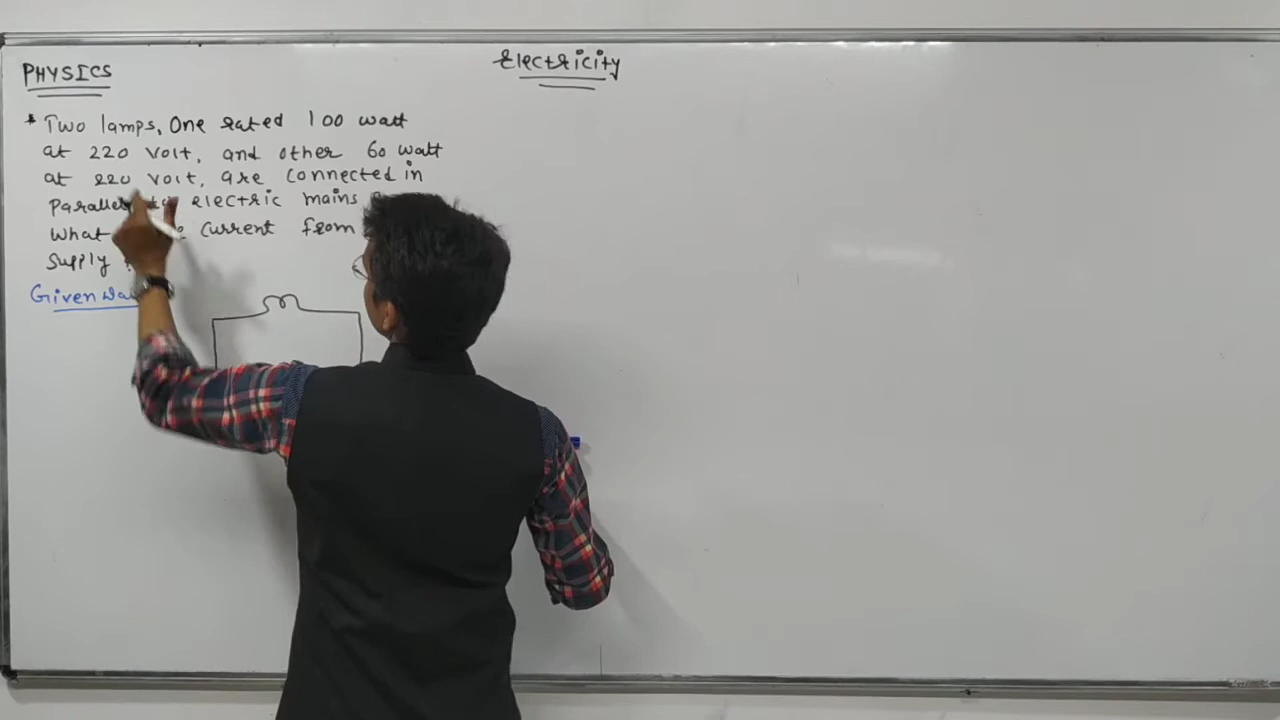 PHYSICS
Electricity
* Two lamps, One rated 100 watt
at 220 volt, and other 60 watt
at 220 volt, are connected in
Parallel electric mains
What current from
Supply
Given